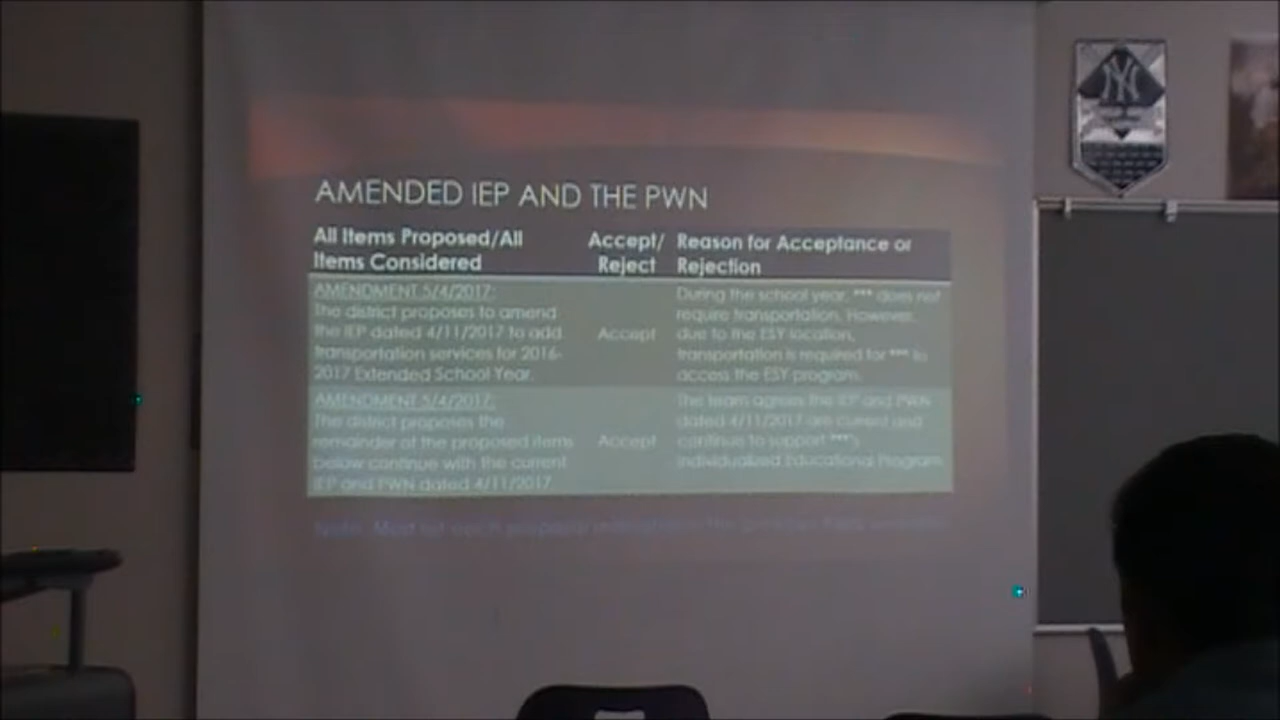 AMENDED IEP AND THE PWN
All Items Proposed/All
Items Considered
Accept/
Reject
Reason for Acceptance or
Rejection
AMENDMENT 5/4/2017:
The district proposes to amend
the IEP dated 4/11/2017 to add
transportation services for 2016-
2017 Extended School Year.
Accept
During the school year, *** does not
require transportation. However,
due to the ESY location,
transportation is required for *** to
access the ESY program.
AMENDMENT 5/4/2017:
The district proposes the
remainder of the proposed items
below continue with the current
IEP and PWN dated 4/11/2017.
Accept
The team agrees the IEP and PWN
dated 4/11/2017 are current and
continue to support ***'s
Individualized Educational Program.
Note: Must
NY